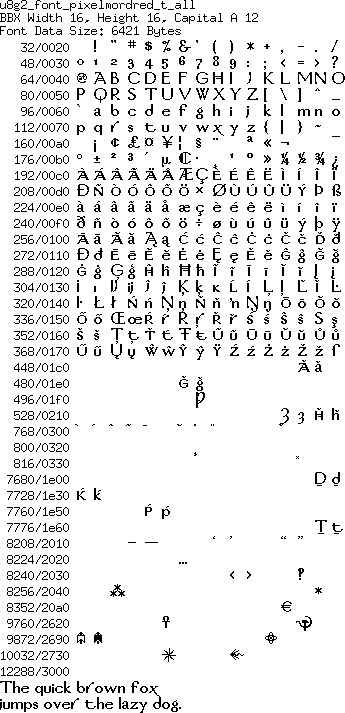 u8g2_font_pixelmordred_t_all
BBX Width 16, Height 16, Capital A 12
Font Data Size: 6421 Bytes
32/0020 ! " # $ % & ' ( ) * + , - . /
48/0030 0 1 2 3 4 5 6 7 8 9 : ; < = > ?
64/0040 @ A B C D E F G H I J K L M N O
80/0050 P Q R S T U V W X Y Z [ \ ] ^ _
96/0060 ` a b c d e f g h i j k l m n o
112/0070 p q r s t u v w x y z { | } ~
160/00a0 ¡ ¢ £ ¤ ¥ ¦ § ¨ ª « ¬
176/00b0 ° ± ² ³ ´ µ ¶ · ¹ º » ¼ ½ ¾ ¿
192/00c0 À Á Â Ã Ä Å Æ Ç È É Ê Ë Ì Í Î Ï
208/00d0 Ð Ñ Ò Ó Ô Õ Ö × Ø Ù Ú Û Ü Ý Þ ß
224/00e0 à á â ã ä å æ ç è é ê ë ì í î ï
240/00f0 ð ñ ò ó ô õ ö ÷ ø ù ú û ü ý þ ÿ
256/0100 Ā ā Ă ă Ą ą Ć ć Ĉ ĉ Ċ ċ Č č Ď ď
272/0110 Đ đ Ē ē Ĕ ĕ Ė ė Ę ę Ě ě Ĝ ĝ Ğ ğ
288/0120 Ġ ġ Ģ ģ Ĥ ĥ Ħ ħ Ĩ ĩ Ī ī Ĭ ĭ Į į
304/0130 İ ı Ĳ ĳ Ĵ ĵ Ķ ķ ĸ Ĺ ĺ Ļ ļ Ľ ľ Ŀ
320/0140 ŀ Ł ł Ń ń Ņ ņ Ň ň ŉ Ŋ ŋ Ō ō Ŏ ŏ
336/0150 Ő ő Œ œ Ŕ ŕ Ŗ ŗ Ř ř Ś ś Ŝ ŝ Ş ş
352/0160 Š š Ţ ţ Ť ť Ŧ ŧ Ũ ũ Ū ū Ŭ ŭ Ů ů
368/0170 Ű ű Ų ų Ŵ ŵ Ŷ ŷ Ÿ Ź ź Ż ż Ž ž ſ
448/01c0 Ǎ ǎ
480/01e0 Ǧ ǧ
496/01f0
528/0210 Ȝ ȝ Ȟ ȟ
768/0300
800/0320
816/0330
7680/1e00 Ḏ ḏ
7728/1e30 Ḱ ḱ
7760/1e50 Ṕ ṕ
7776/1e60 Ṯ ṯ
8208/2010 – — ‘ ’ “ ”
8224/2020 …
8240/2030 ‹ › ‽
8256/2040 ⁂ ⁎
8352/20a0 €
9760/2620 ☥ ☭
9872/2690
10032/2730
12288/3000
The quick brown fox
jumps over the lazy dog.